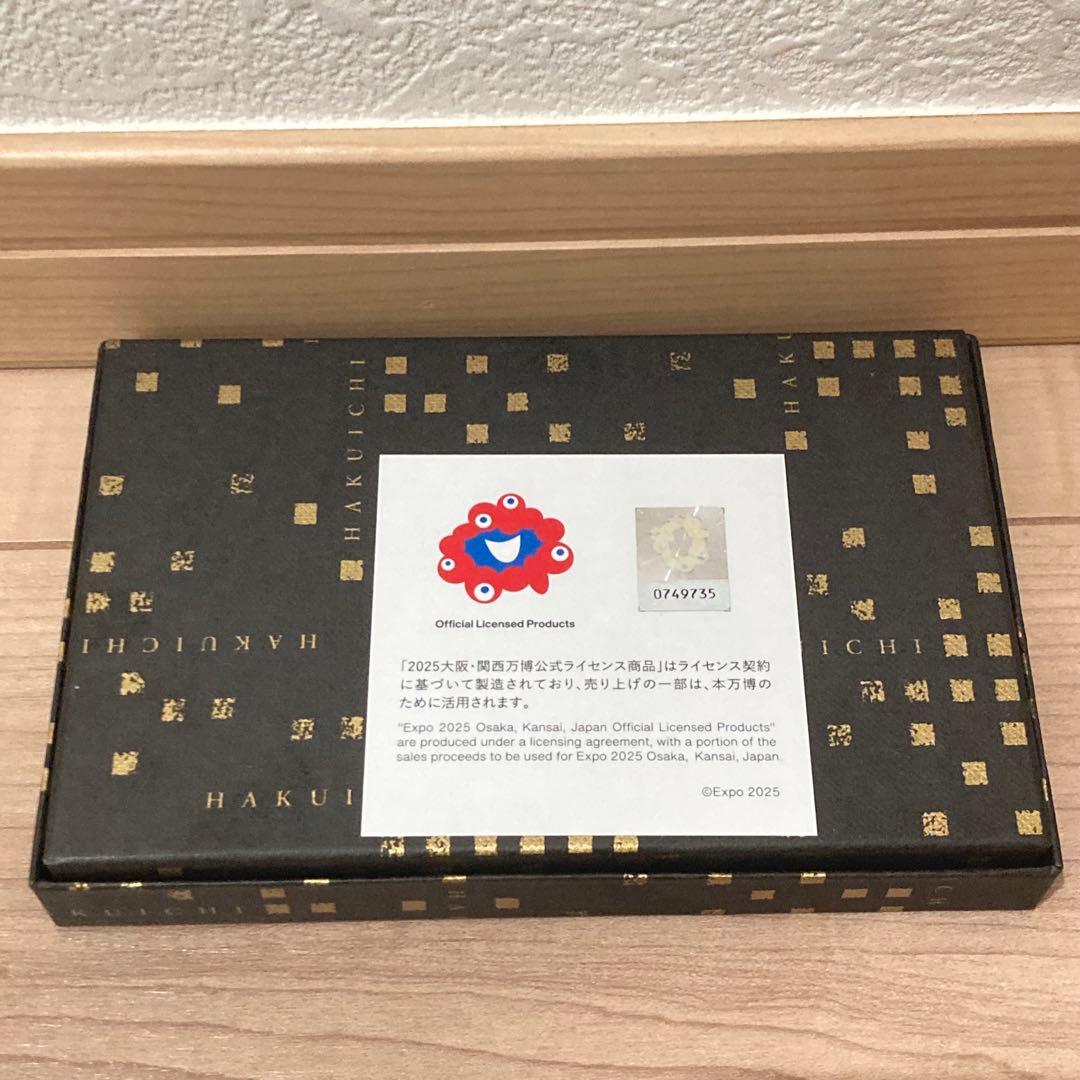 HAKUICHI
HAKU
Official Licensed Products
0749735
HAKUICHI
UICHI
「2025大阪・関西万博公式ライセンス商品」はライセンス契約
に基づいて製造されており、売り上げの一部は、本万博の
ために活用されます。
"Expo 2025 Osaka, Kansai, Japan Official Licensed Products"
are produced under a licensing agreement, with a portion of the
sales proceeds to be used for Expo 2025 Osaka, Kansai, Japan.
©Expo 2025
HAKUI
KUICHI
HA
CH